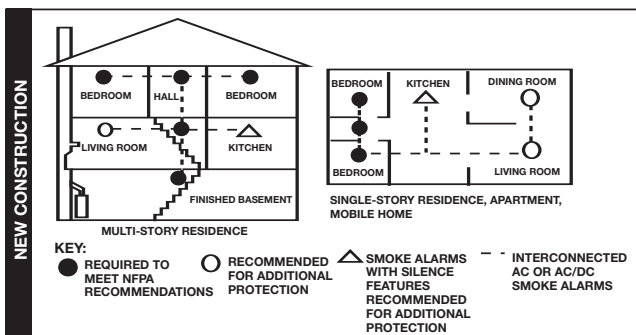 NEW CONSTRUCTION
BEDROOM
HALL
BEDROOM
LIVING ROOM
KITCHEN
FINISHED BASEMENT
MULTI-STORY RESIDENCE
BEDROOM
KITCHEN
DINING ROOM
BEDROOM
LIVING ROOM
SINGLE-STORY RESIDENCE, APARTMENT,
MOBILE HOME
KEY:
REQUIRED TO
MEET NFPA
RECOMMENDATIONS
RECOMMENDED
FOR ADDITIONAL
PROTECTION
SMOKE ALARMS
WITH SILENCE
FEATURES
RECOMMENDED
FOR ADDITIONAL
PROTECTION
INTERCONNECTED
AC OR AC/DC
SMOKE ALARMS